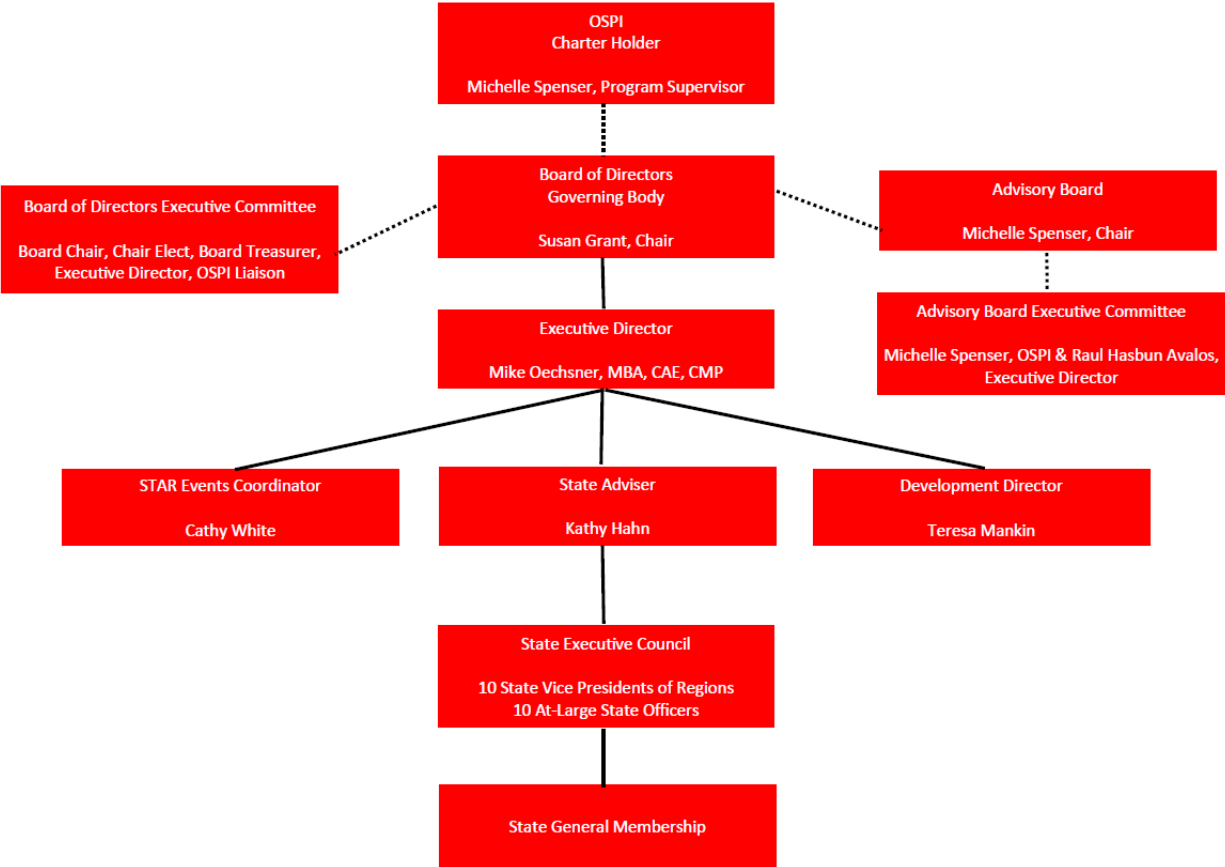 OSPI
Charter Holder
Michelle Spenser, Program Supervisor
Board of Directors
Governing Body
Susan Grant, Chair
Board of Directors Executive Committee
Board Chair, Chair Elect, Board Treasurer,
Executive Director, OSPI Liaison
Advisory Board
Michelle Spenser, Chair
Advisory Board Executive Committee
Michelle Spenser, OSPI & Raul Hasbun Avalos,
Executive Director
Executive Director
Mike Oechsner, MBA, CAE, CMP
STAR Events Coordinator
Cathy White
State Adviser
Kathy Hahn
Development Director
Teresa Mankin
State Executive Council
10 State Vice Presidents of Regions
10 At-Large State Officers
State General Membership